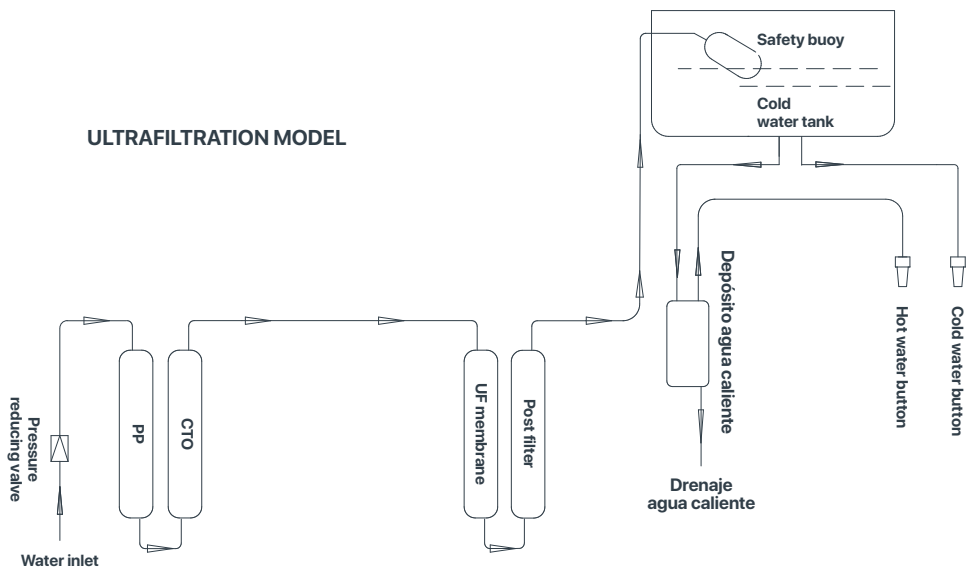 Safety buoy
Cold
water tank
ULTRAFILTRATION MODEL
Depósito agua caliente
Hot water button
Cold water button
Pressure
reducing valve
PP
CTO
UF membrane
Post filter
Drenaje
agua caliente
Water inlet